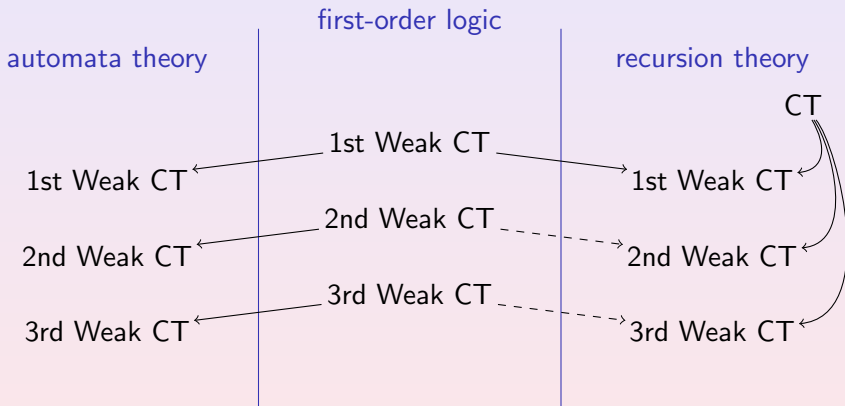 first-order logic
automata theory
recursion theory
CT
1st Weak CT
1st Weak CT
1st Weak CT
2nd Weak CT
2nd Weak CT
2nd Weak CT
3rd Weak CT
3rd Weak CT
3rd Weak CT